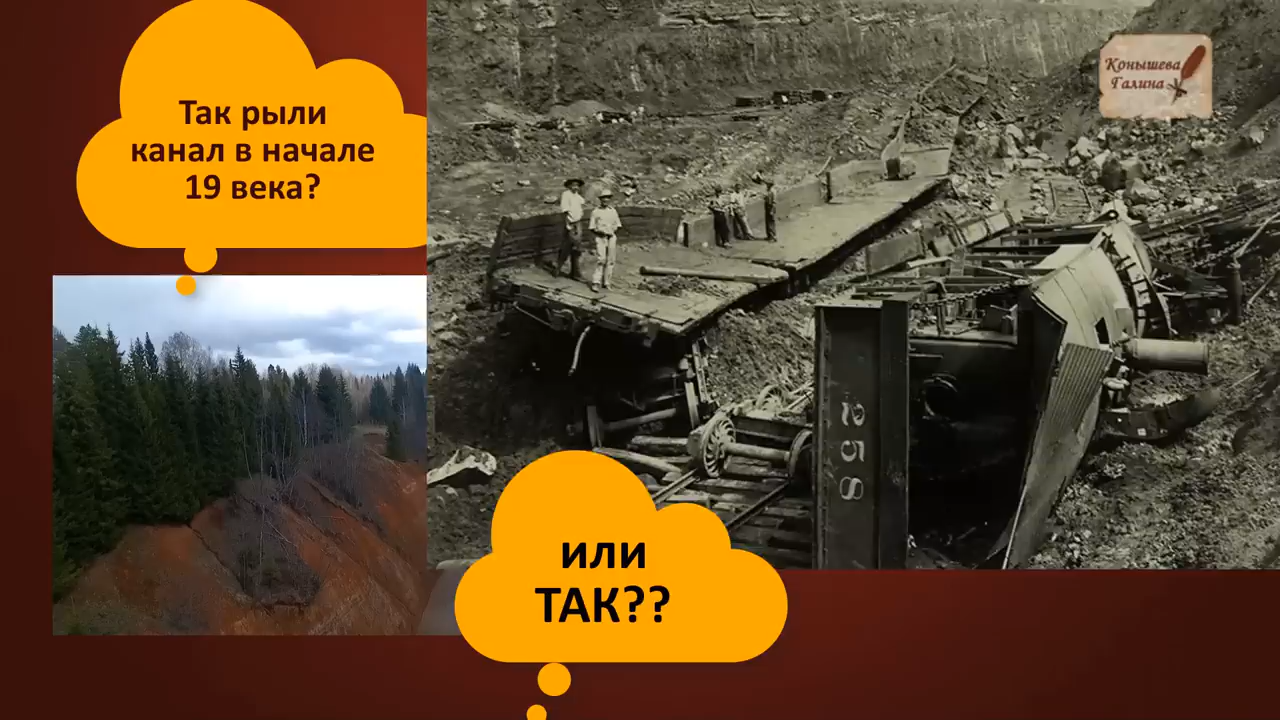 Так рыли
канал в начале
19 века?
Конышева
Галина
258
или
ТАК??